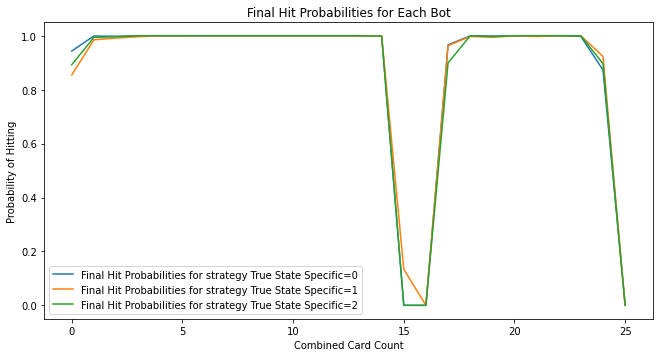 Final Hit Probabilities for Each Bot
Probability of Hitting
1.0
0.8
0.6
0.4
0.2
0.0
Final Hit Probabilities for strategy True State Specific=0
Final Hit Probabilities for strategy True State Specific=1
Final Hit Probabilities for strategy True State Specific=2
0 5 10 15 20 25
Combined Card Count